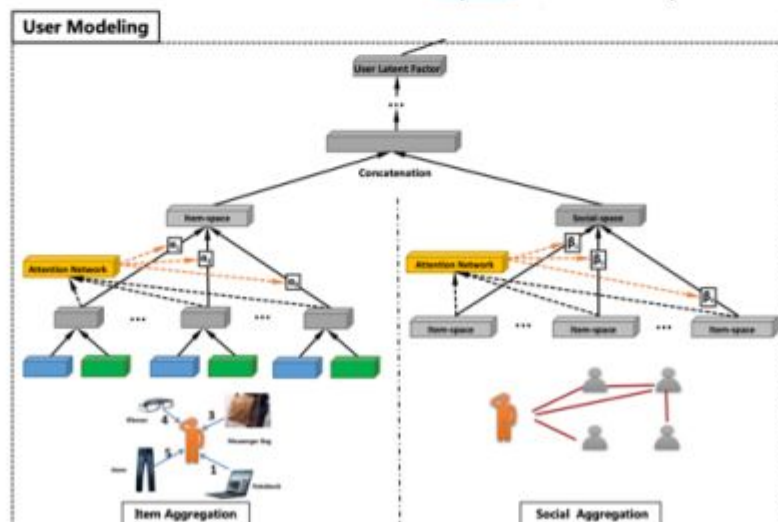 User Modeling
User Latent Factor
...
Concatenation
Item-space
Social-space
Attention Network
Attention Network
... ...
Item-space ... Item-space ... Item-space
4 3
Messenger Bag
5 1
Item Aggregation
Social Aggregation